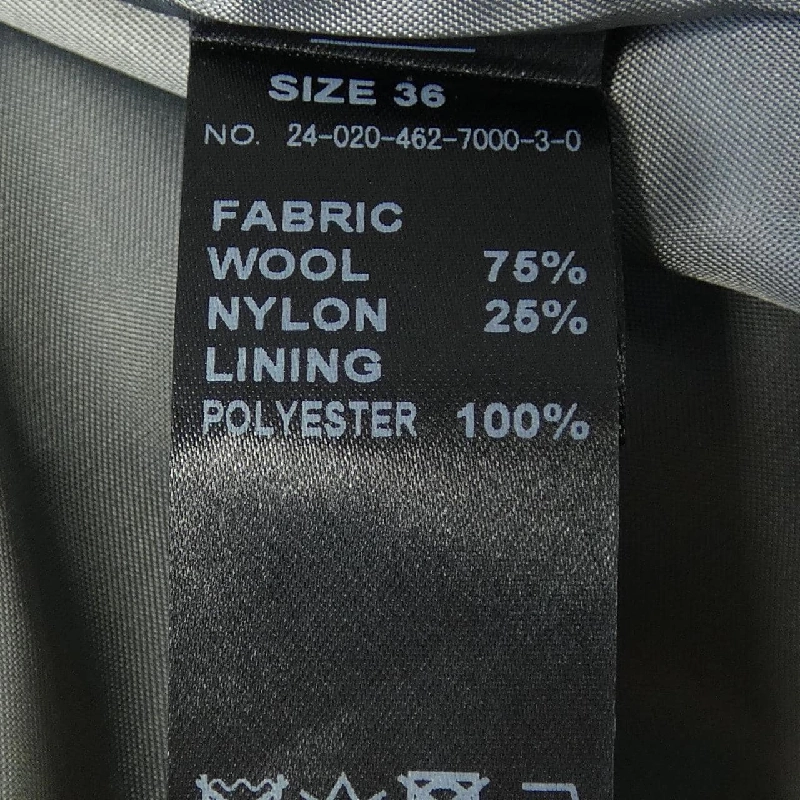 SIZE 36
NO. 24-020-462-7000-3-0
FABRIC
WOOL 75%
NYLON 25%
LINING
POLYESTER 100%